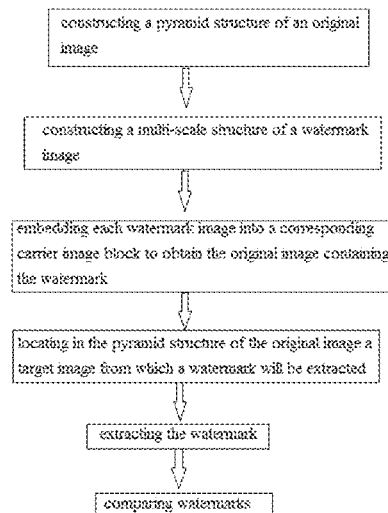 constructing a pyramid structure of an original
image
constructing a multi-scale structure of a watermark
image
embedding each watermark image into a corresponding
carrier image block to obtain the original image containing
the watermark
locating in the pyramid structure of the original image a
target image from which a watermark will be extracted
extracting the watermark
comparing watermarks